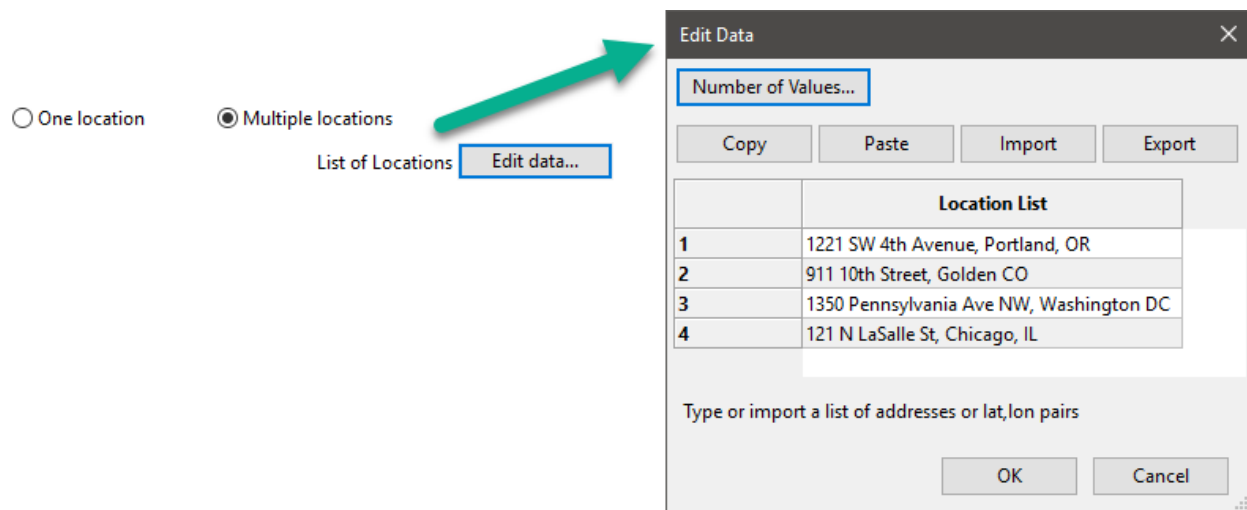 One location
Multiple locations
List of Locations
Edit data...
Edit Data
Number of Values...
Copy
Paste
Import
Export
Location List
1
1221 SW 4th Avenue, Portland, OR
2
911 10th Street, Golden CO
3
1350 Pennsylvania Ave NW, Washington DC
4
121 N LaSalle St, Chicago, IL
Type or import a list of addresses or lat,lon pairs
OK
Cancel